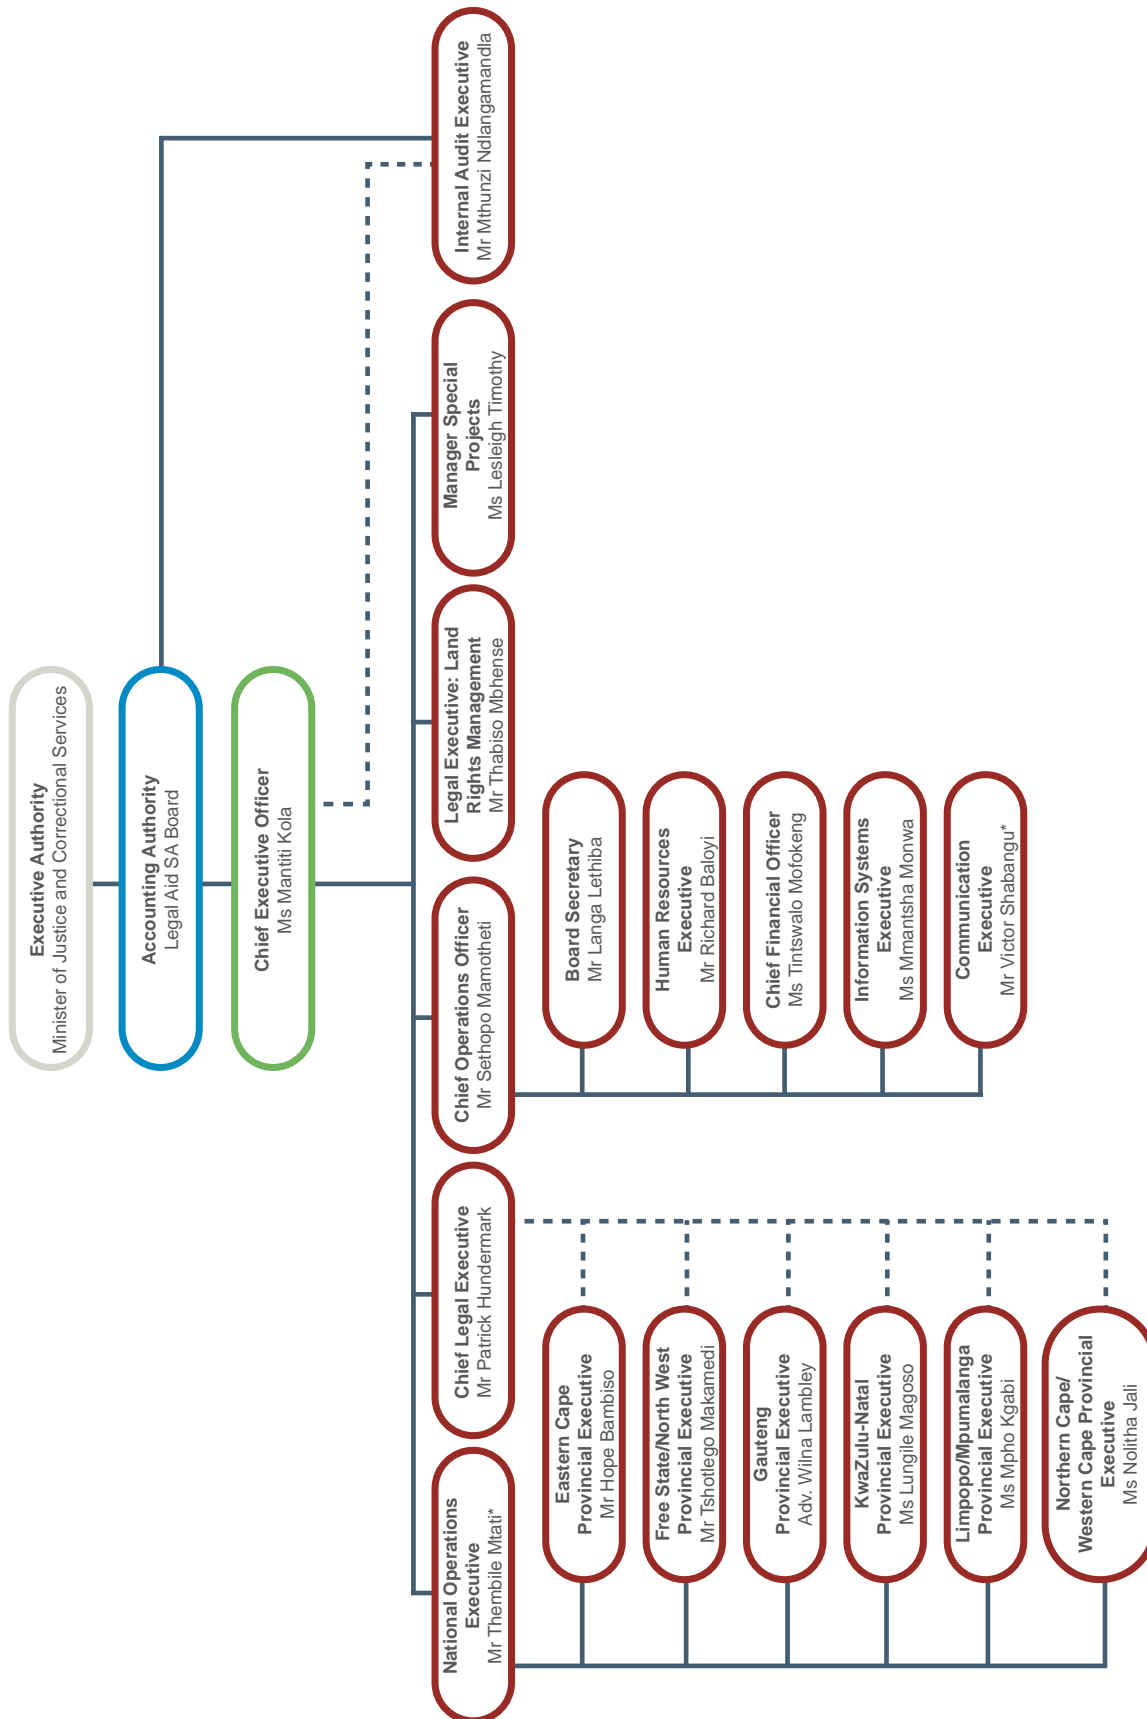 Executive Authority
Minister of Justice and Correctional Services
Accounting Authority
Legal Aid SA Board
Chief Executive Officer
Ms Mantiti Kola
National Operations
Executive
Mr Thembile Mtati*
Chief Legal Executive
Mr Patrick Hundermark
Chief Operations Officer
Mr Sethopo Mamotheti
Legal Executive: Land
Rights Management
Mr Thabiso Mbhense
Manager Special
Projects
Ms Lesleigh Timothy
Internal Audit Executive
Mr Mthunzi Ndlangamandla
Eastern Cape
Provincial Executive
Mr Hope Bambiso
Free State/North West
Provincial Executive
Mr Tshotlego Makamedi
Gauteng
Provincial Executive
Adv. Wilna Lambley
KwaZulu-Natal
Provincial Executive
Ms Lungile Magoso
Limpopo/Mpumalanga
Provincial Executive
Ms Mpho Kgabi
Northern Cape/
Western Cape Provincial
Executive
Ms Nolitha Jali
Board Secretary
Mr Langa Lethiba
Human Resources
Executive
Mr Richard Baloyi
Chief Financial Officer
Ms Tintswalo Mofokeng
Information Systems
Executive
Ms Mmantsha Monwa
Communication
Executive
Mr Victor Shabangu*